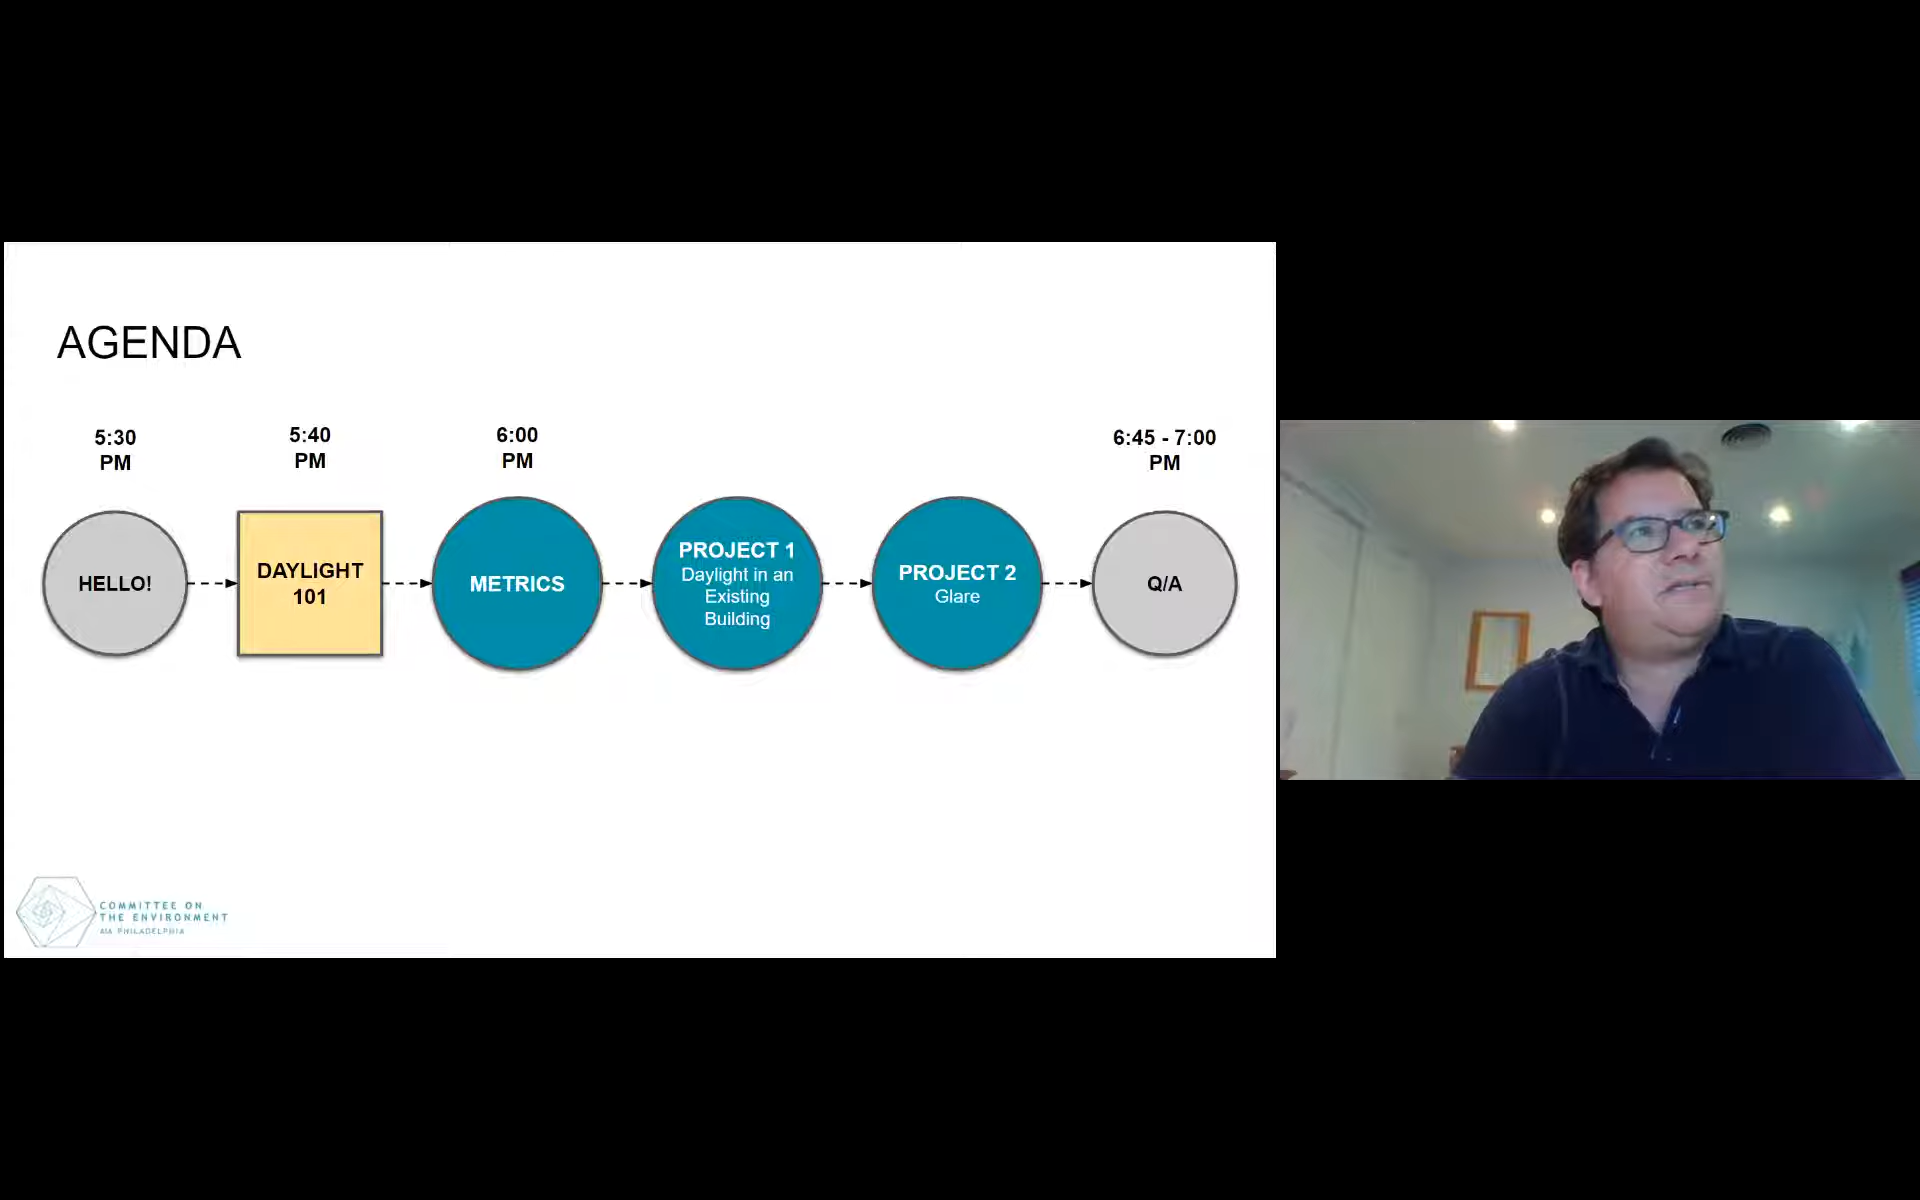 AGENDA
5:30
PM
5:40
PM
6:00
PM
6:45 - 7:00
PM
HELLO!
DAYLIGHT
101
METRICS
PROJECT 1
Daylight in an
Existing
Building
PROJECT 2
Glare
Q/A
COMMITTEE ON
THE ENVIRONMENT
AIA PHILADELPHIA